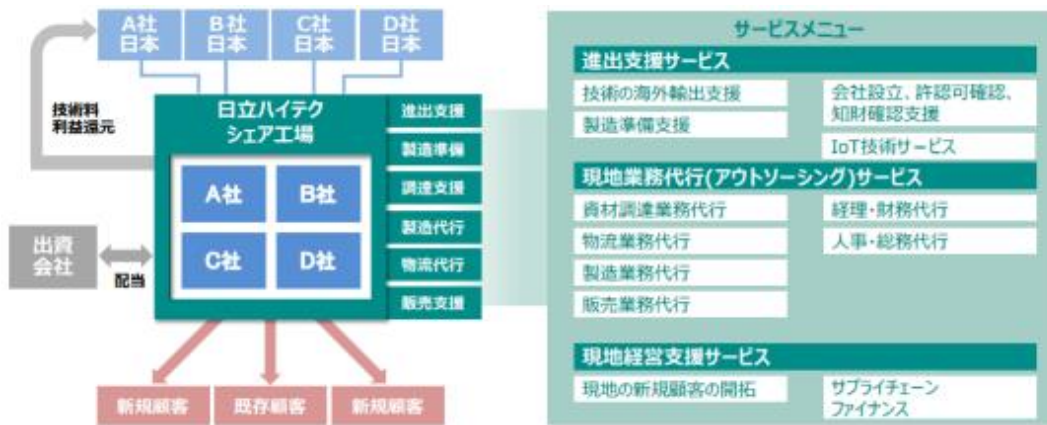 A社
日本
B社
日本
C社
日本
D社
日本
技術料
利益還元
日立ハイテク
シェア工場
A社
B社
C社
D社
進出支援
製造準備
調達支援
製造代行
物流代行
販売支援
出資
会社
配当
新規顧客
既存顧客
新規顧客
サービスメニュー
進出支援サービス
技術の海外輸出支援
製造準備支援
会社設立、許認可確認、
知財確認支援
IoT技術サービス
現地業務代行(アウトソーシング)サービス
資材調達業務代行
物流業務代行
製造業務代行
販売業務代行
経理・財務代行
人事・総務代行
現地経営支援サービス
現地の新規顧客の開拓
サプライチェーン
ファイナンス